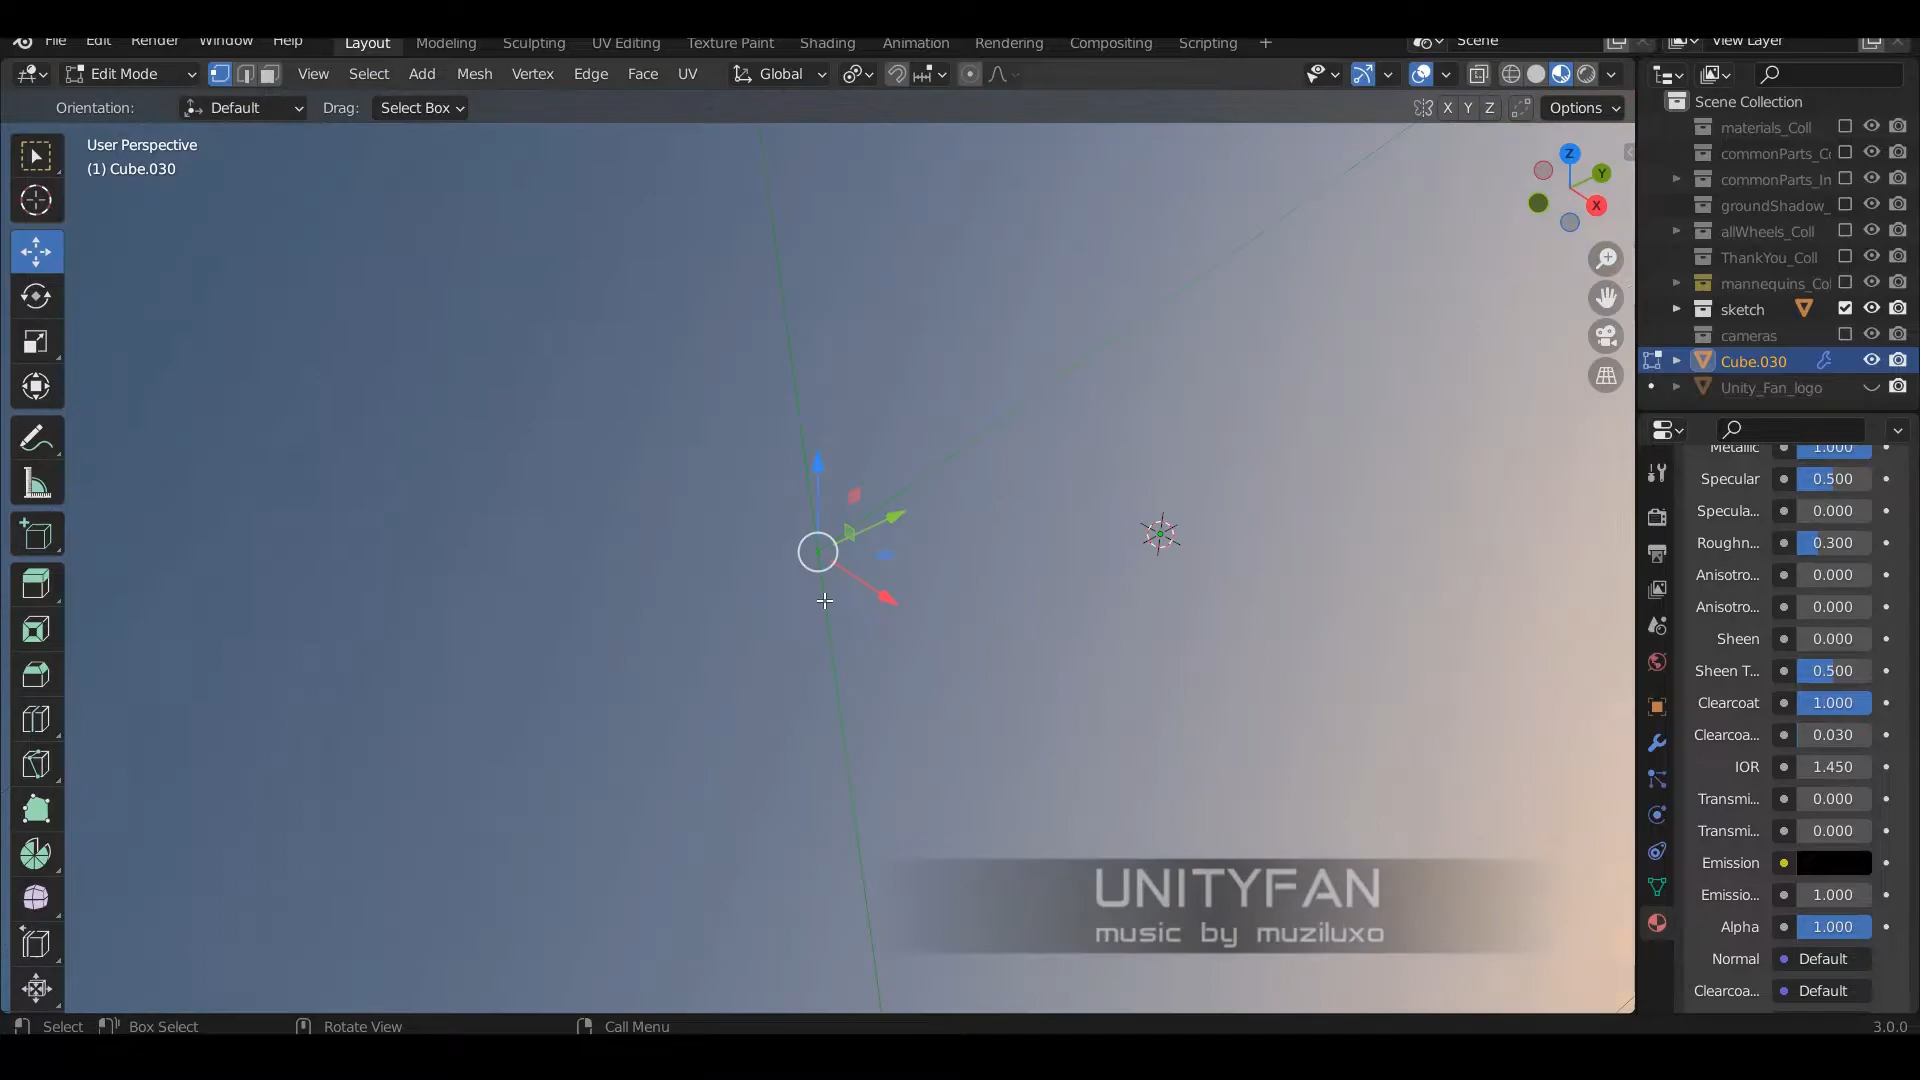 File Edit Render Window Help Layout Modeling Sculpting UV Editing Texture Paint Shading Animation Rendering Compositing Scripting + Scene View Layer
Edit Mode View Select Add Mesh Vertex Edge Face UV Global
Orientation: Default Drag: Select Box X Y Z Options
User Perspective
(1) Cube.030
Z
Y
X
Scene Collection
materials_Coll
commonParts_C
commonParts_In
groundShadow_
allWheels_Coll
ThankYou_Coll
mannequins_Col
sketch
cameras
Cube.030
Unity_Fan_logo
Metallic 1.000
Specular 0.500
Specula... 0.000
Roughn... 0.300
Anisotro... 0.000
Anisotro... 0.000
Sheen 0.000
Sheen T... 0.500
Clearcoat 1.000
Clearcoa... 0.030
IOR 1.450
Transmi... 0.000
Transmi... 0.000
Emission
Emissio... 1.000
Alpha 1.000
Normal Default
Clearcoa... Default
UNITYFAN
music by muziluxo
Select Box Select Rotate View Call Menu 3.0.0